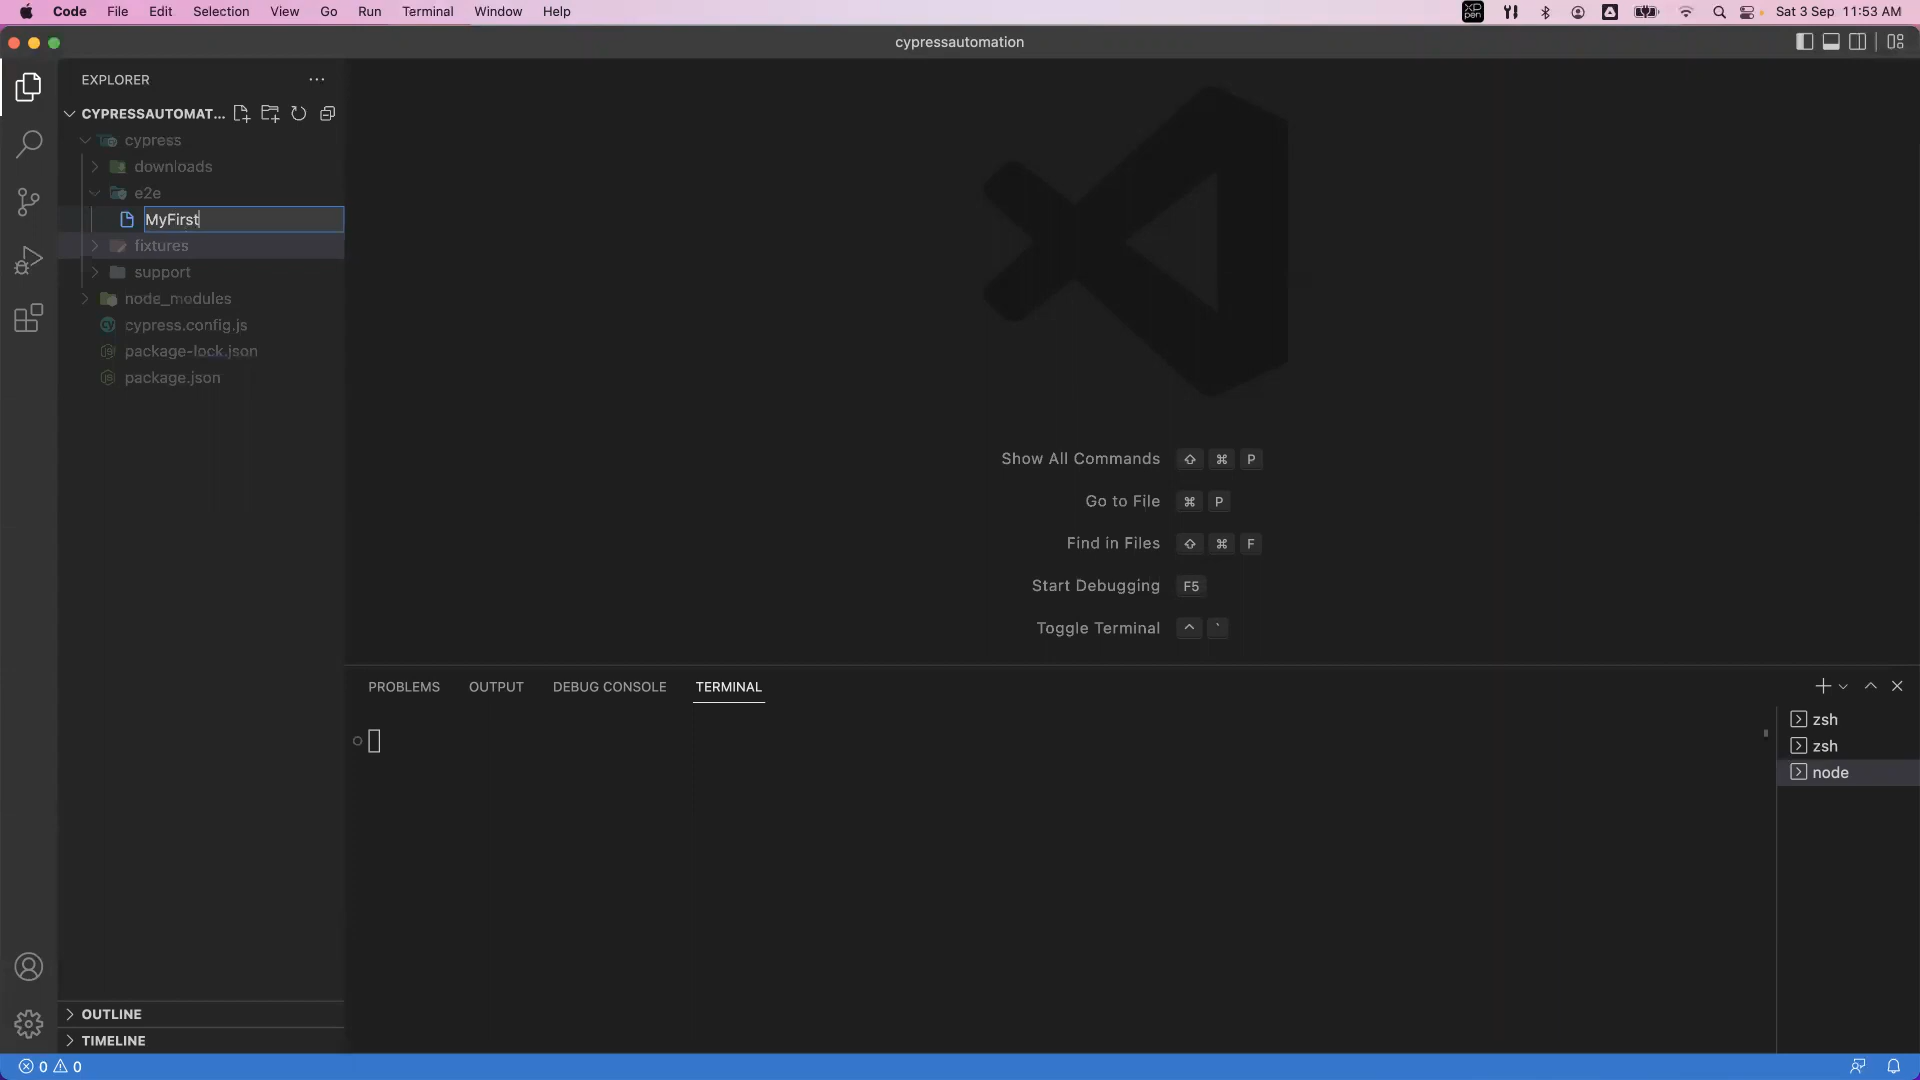 Code File Edit Selection View Go Run Terminal Window Help
XP PEN
Sat 3 Sep 11:53 AM
cypressautomation
EXPLORER
CYPRESSAUTOMAT...
cypress
downloads
e2e
MyFirst
fixtures
support
node_modules
cypress.config.js
package-lock.json
package.json
Show All Commands ⇧ ⌘ P
Go to File ⌘ P
Find in Files ⇧ ⌘ F
Start Debugging F5
Toggle Terminal ^ `
PROBLEMS OUTPUT DEBUG CONSOLE TERMINAL
zsh
zsh
node
OUTLINE
TIMELINE
0 0